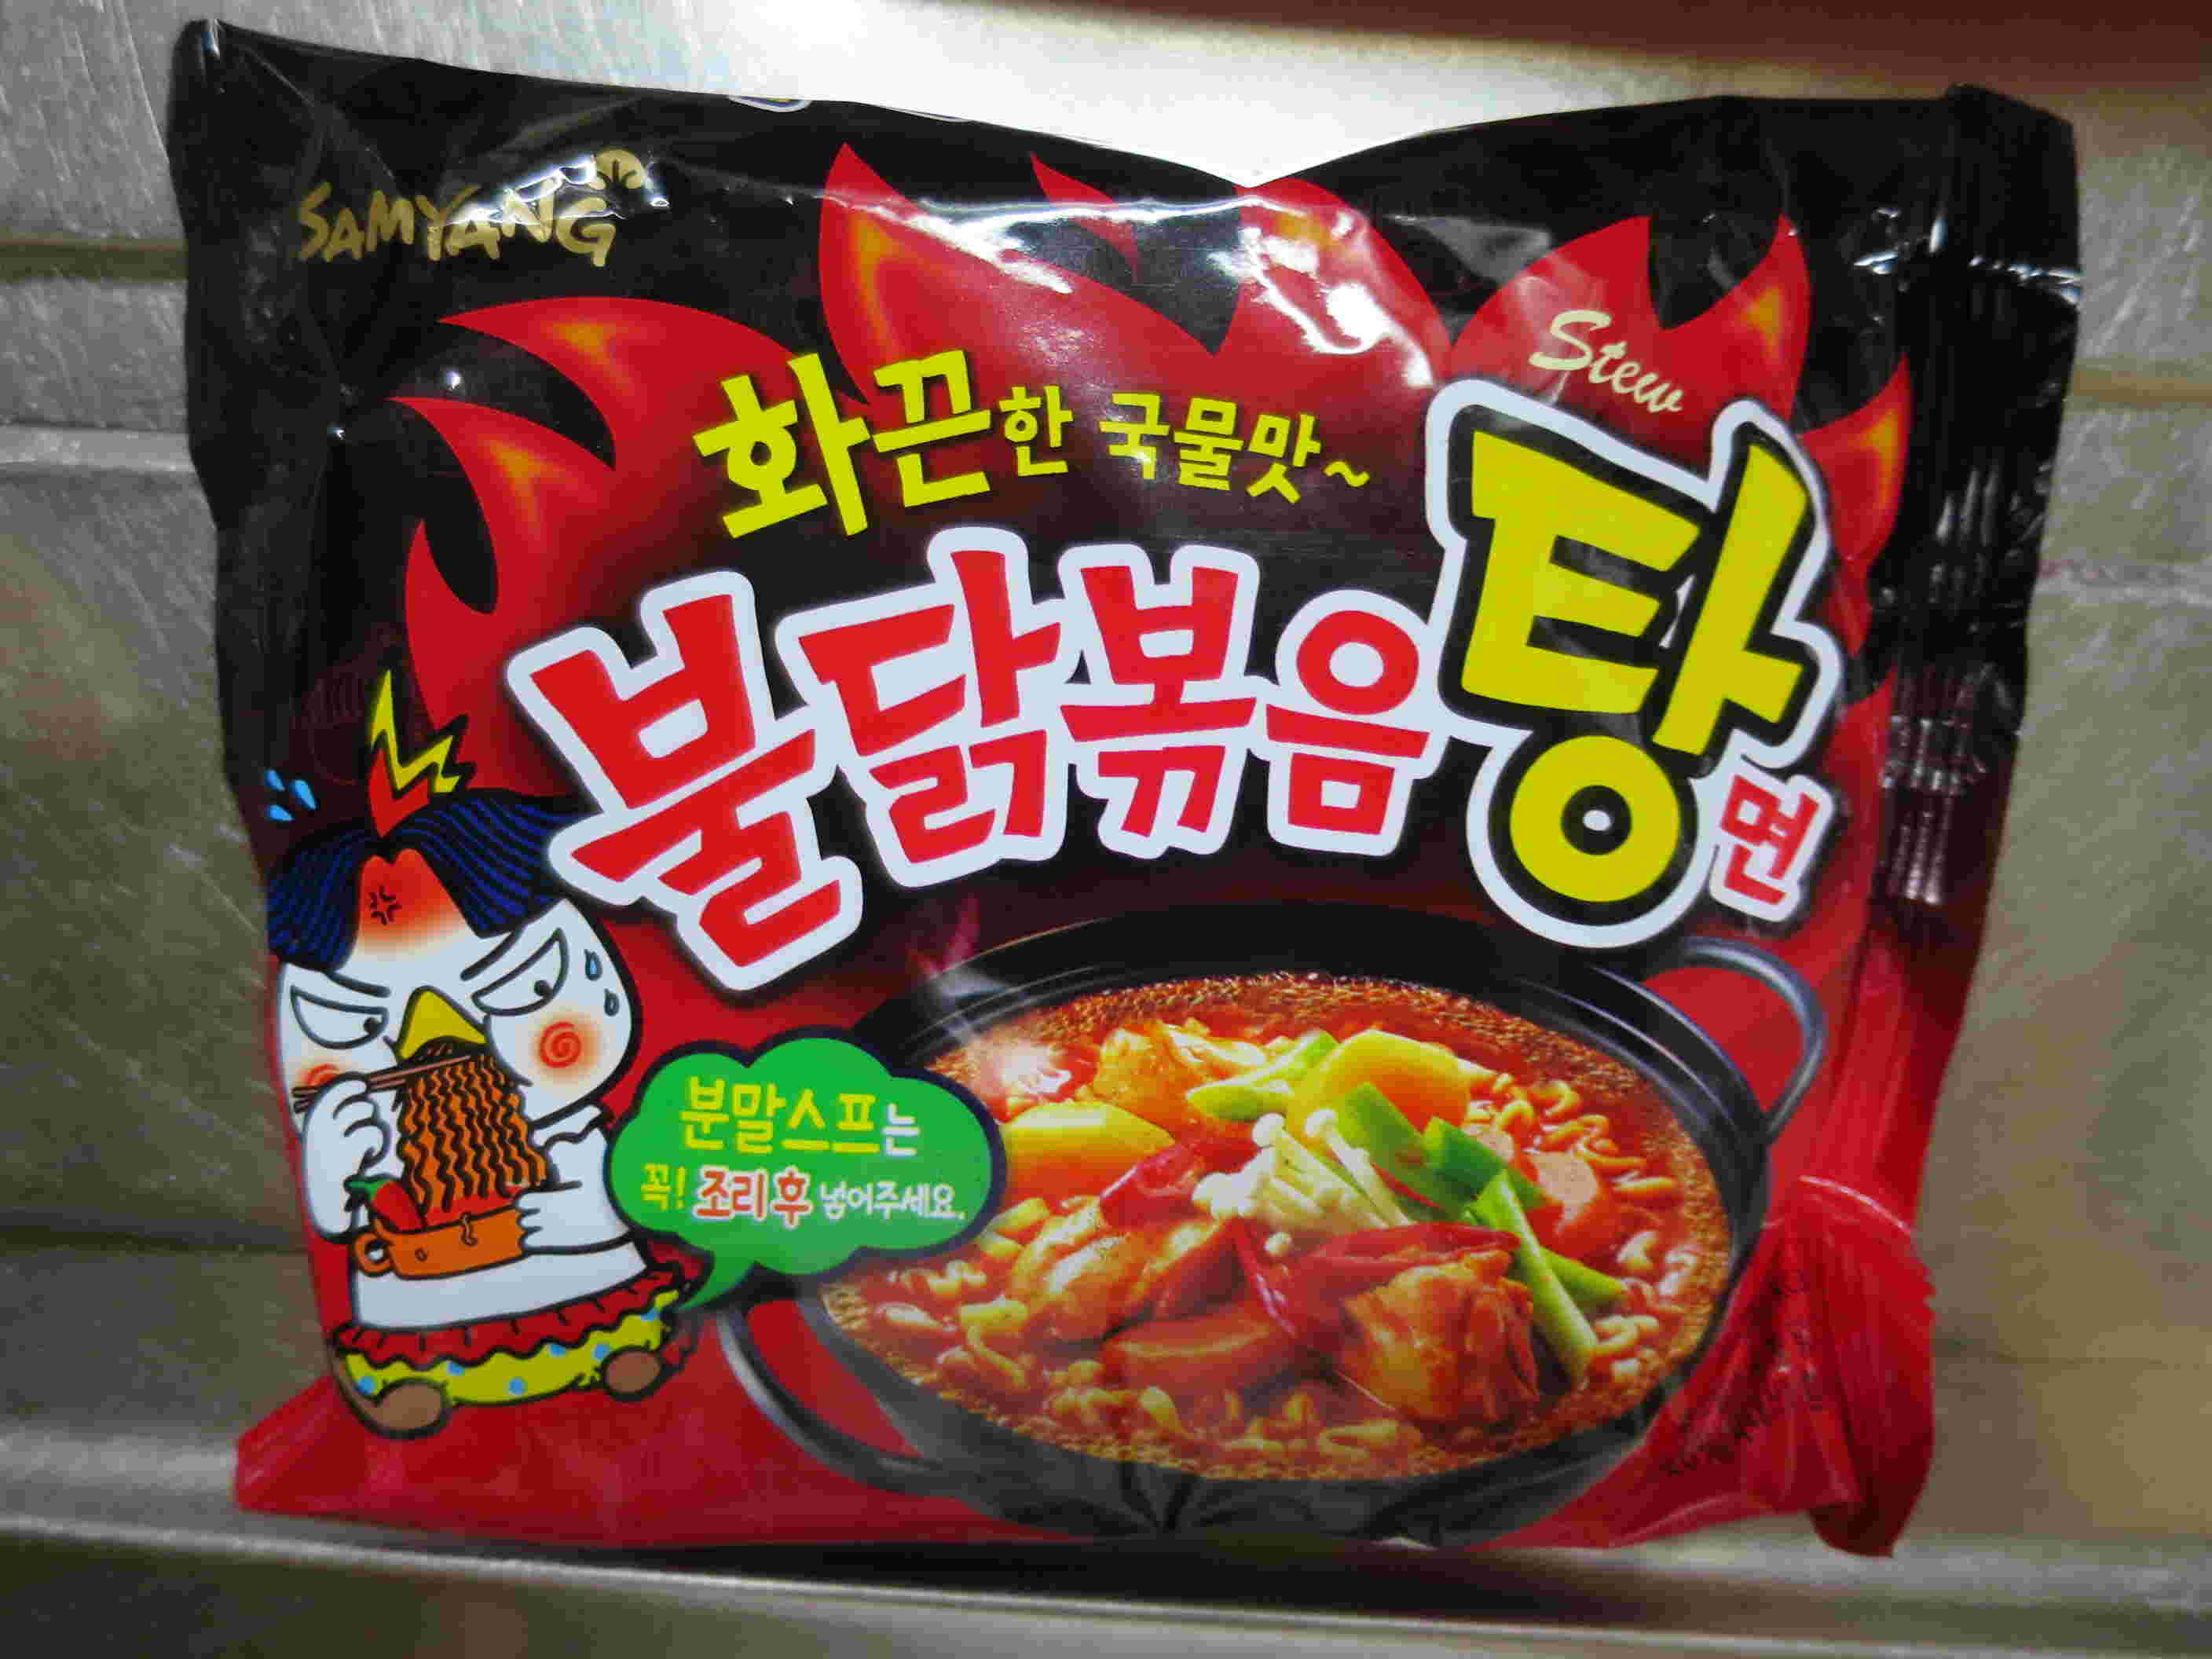 SAMYANG
Stew
화끈한 국물맛~
불닭볶음탕면
분말스프는
꼭! 조리 후 넣어주세요.